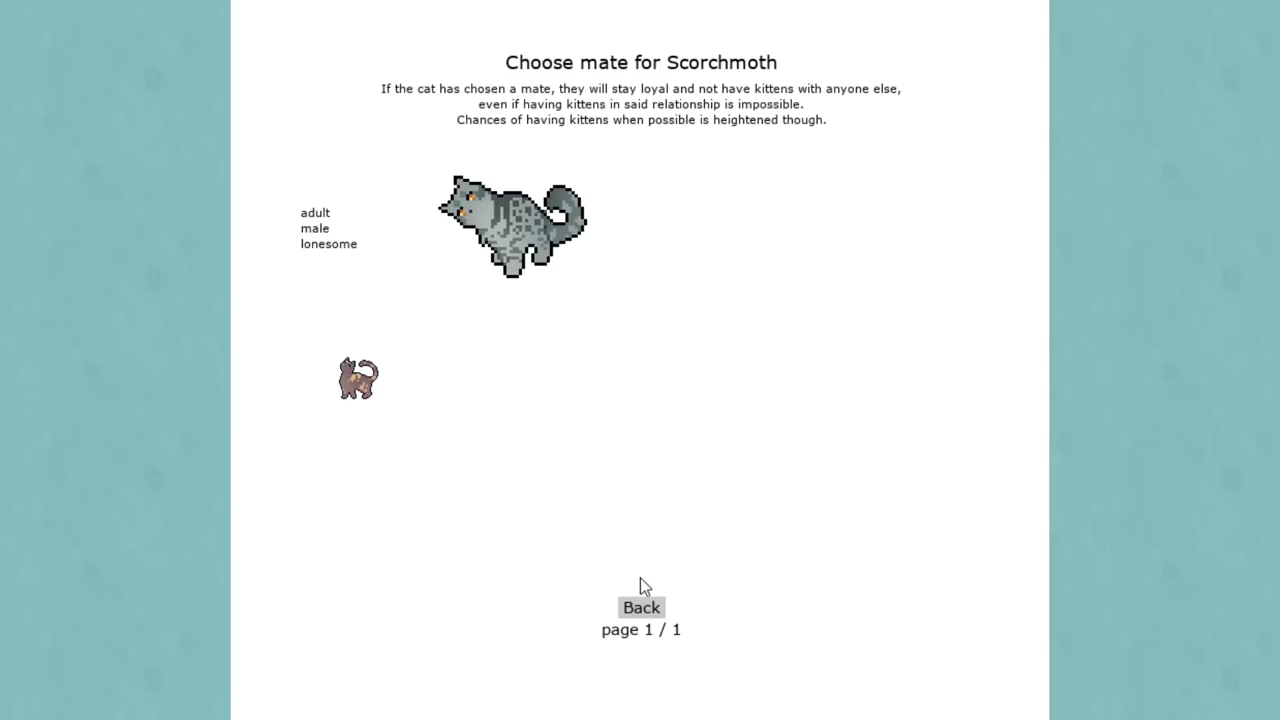 Choose mate for Scorchmoth
If the cat has chosen a mate, they will stay loyal and not have kittens with anyone else,
even if having kittens in said relationship is impossible.
Chances of having kittens when possible is heightened though.
adult
male
lonesome
Back
page 1 / 1